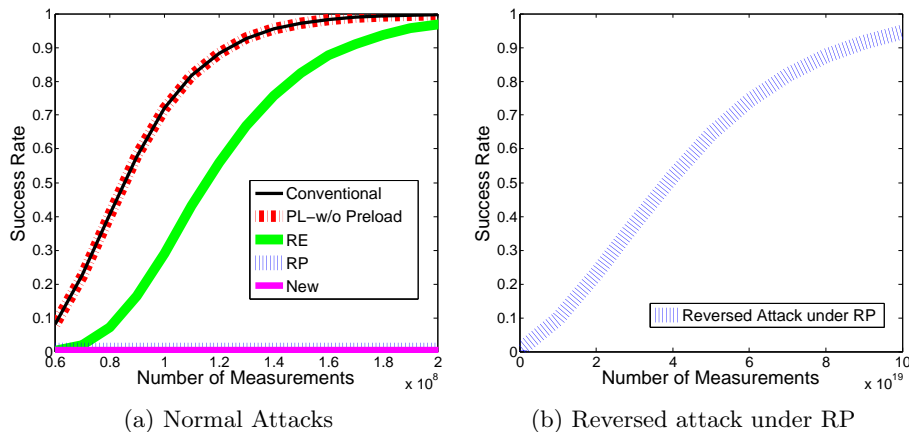 1
0.9
0.8
0.7
0.6
0.5
0.4
0.3
0.2
0.1
0
Success Rate
0.6 0.8 1 1.2 1.4 1.6 1.8 2
Number of Measurements
x 10^8
Conventional
PL-w/o Preload
RE
RP
New
(a) Normal Attacks
1
0.9
0.8
0.7
0.6
0.5
0.4
0.3
0.2
0.1
0
Success Rate
0 2 4 6 8 10
Number of Measurements
x 10^19
Reversed Attack under RP
(b) Reversed attack under RP